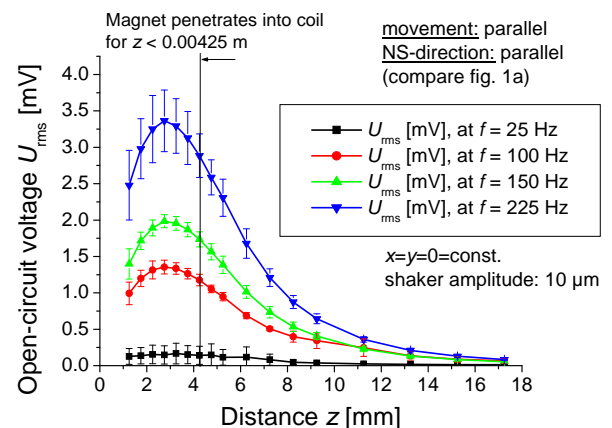 Magnet penetrates into coil
for z < 0.00425 m
movement: parallel
NS-direction: parallel
(compare fig. 1a)
Open-circuit voltage Urms [mV]
4.0
3.5
3.0
2.5
2.0
1.5
1.0
0.5
0.0
Urms [mV], at f = 25 Hz
Urms [mV], at f = 100 Hz
Urms [mV], at f = 150 Hz
Urms [mV], at f = 225 Hz
x=y=0=const.
shaker amplitude: 10 µm
0 2 4 6 8 10 12 14 16 18
Distance z [mm]